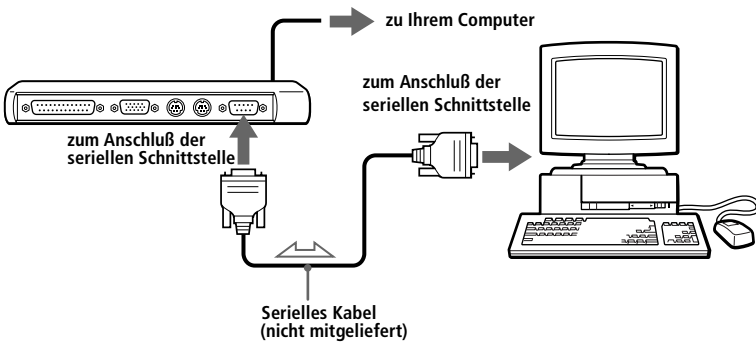 zu Ihrem Computer
zum Anschluß der
seriellen Schnittstelle
zum Anschluß der
seriellen Schnittstelle
Serielles Kabel
(nicht mitgeliefert)